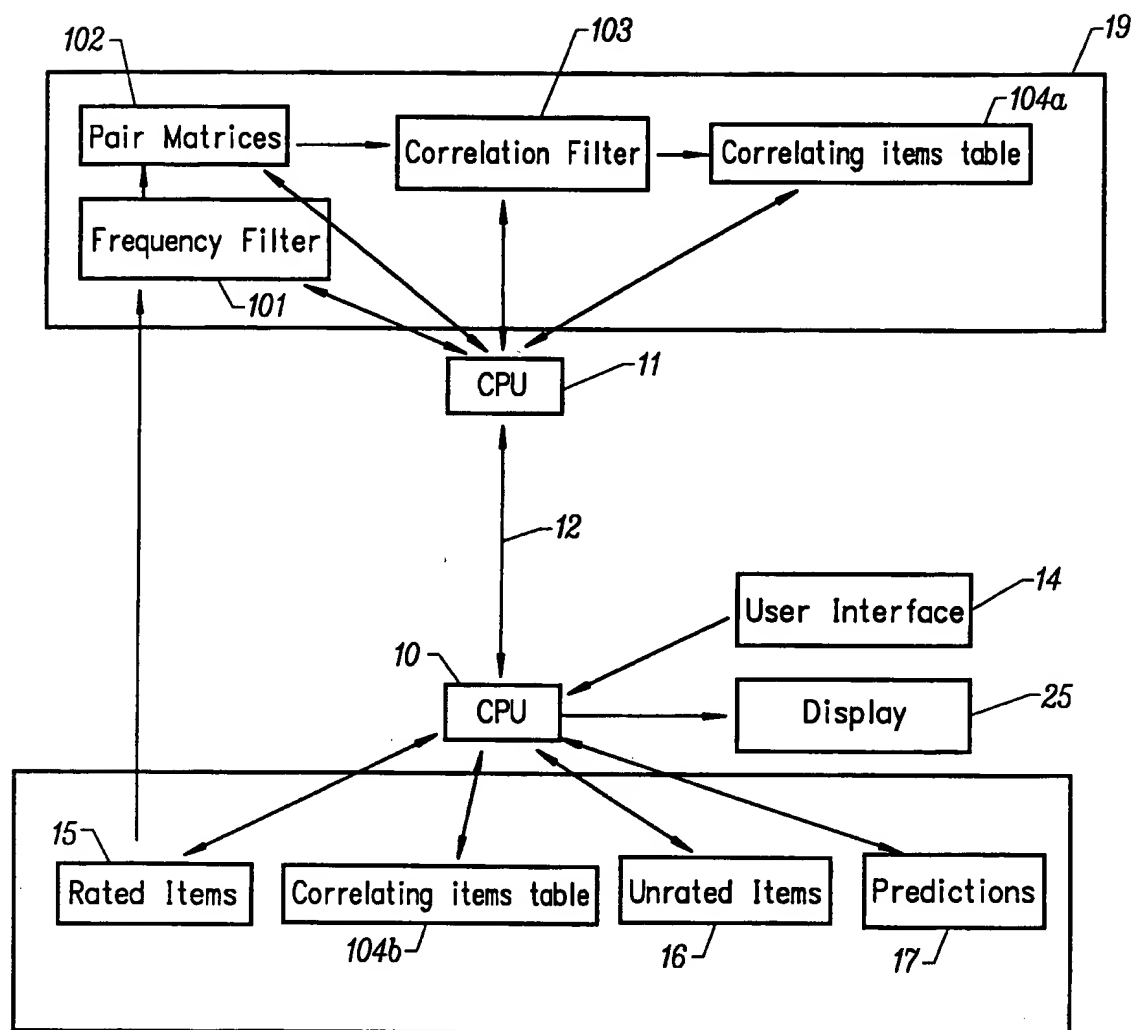 102
103
19
104a
Pair Matrices
Correlation Filter
Correlating items table
Frequency Filter
101
CPU
11
12
14
User Interface
10
CPU
Display
25
15
Rated Items
Correlating items table
Unrated Items
Predictions
104b
16
17